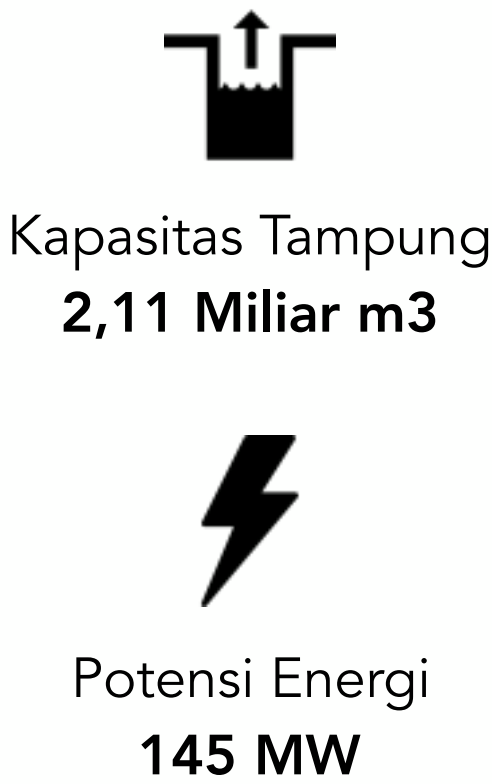 Kapasitas Tampung
2,11 Miliar m3
Potensi Energi
145 MW